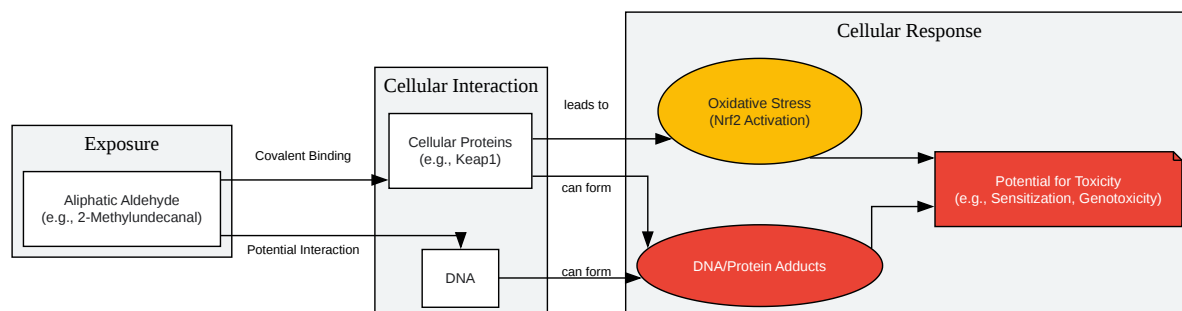 Exposure
Aliphatic Aldehyde
(e.g., 2-Methylundecanal)
Covalent Binding
Potential Interaction
Cellular Interaction
Cellular Proteins
(e.g., Keap1)
DNA
leads to
can form
can form
Cellular Response
Oxidative Stress
(Nrf2 Activation)
DNA/Protein Adducts
Potential for Toxicity
(e.g., Sensitization, Genotoxicity)